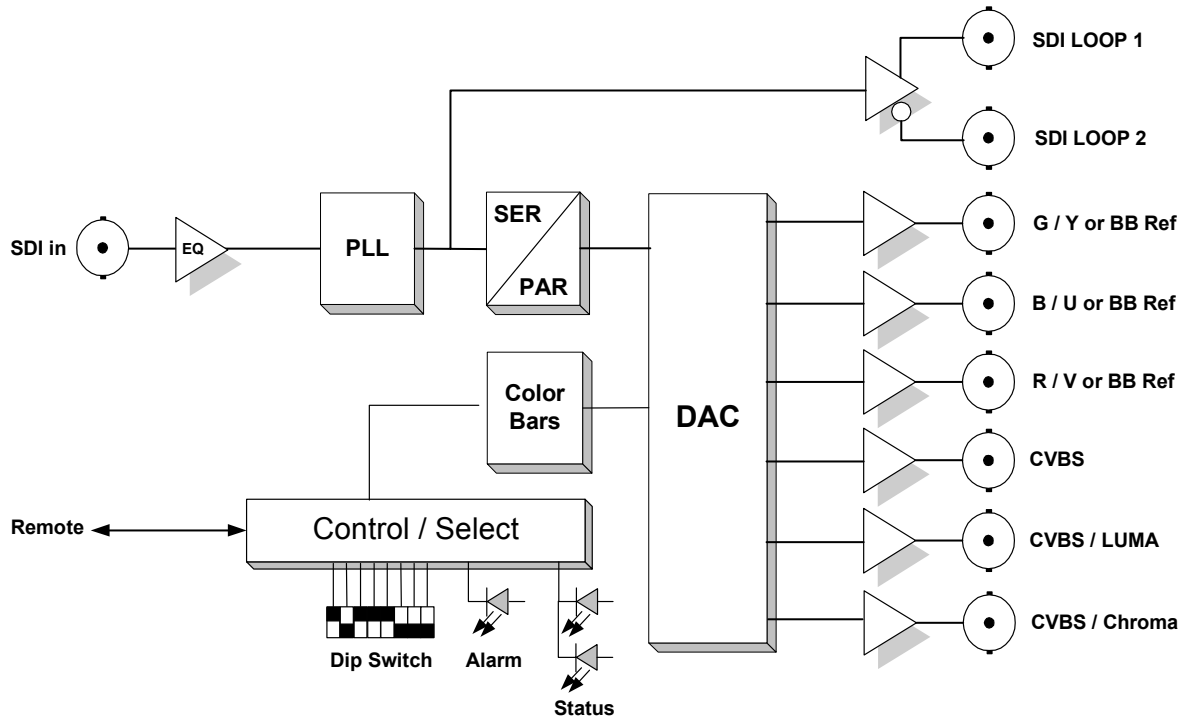 SDI LOOP 1
SDI LOOP 2
SDI in
EQ
PLL
SER
PAR
G / Y or BB Ref
B / U or BB Ref
R / V or BB Ref
Color
Bars
DAC
CVBS
Remote
Control / Select
CVBS / LUMA
CVBS / Chroma
Dip Switch
Alarm
Status